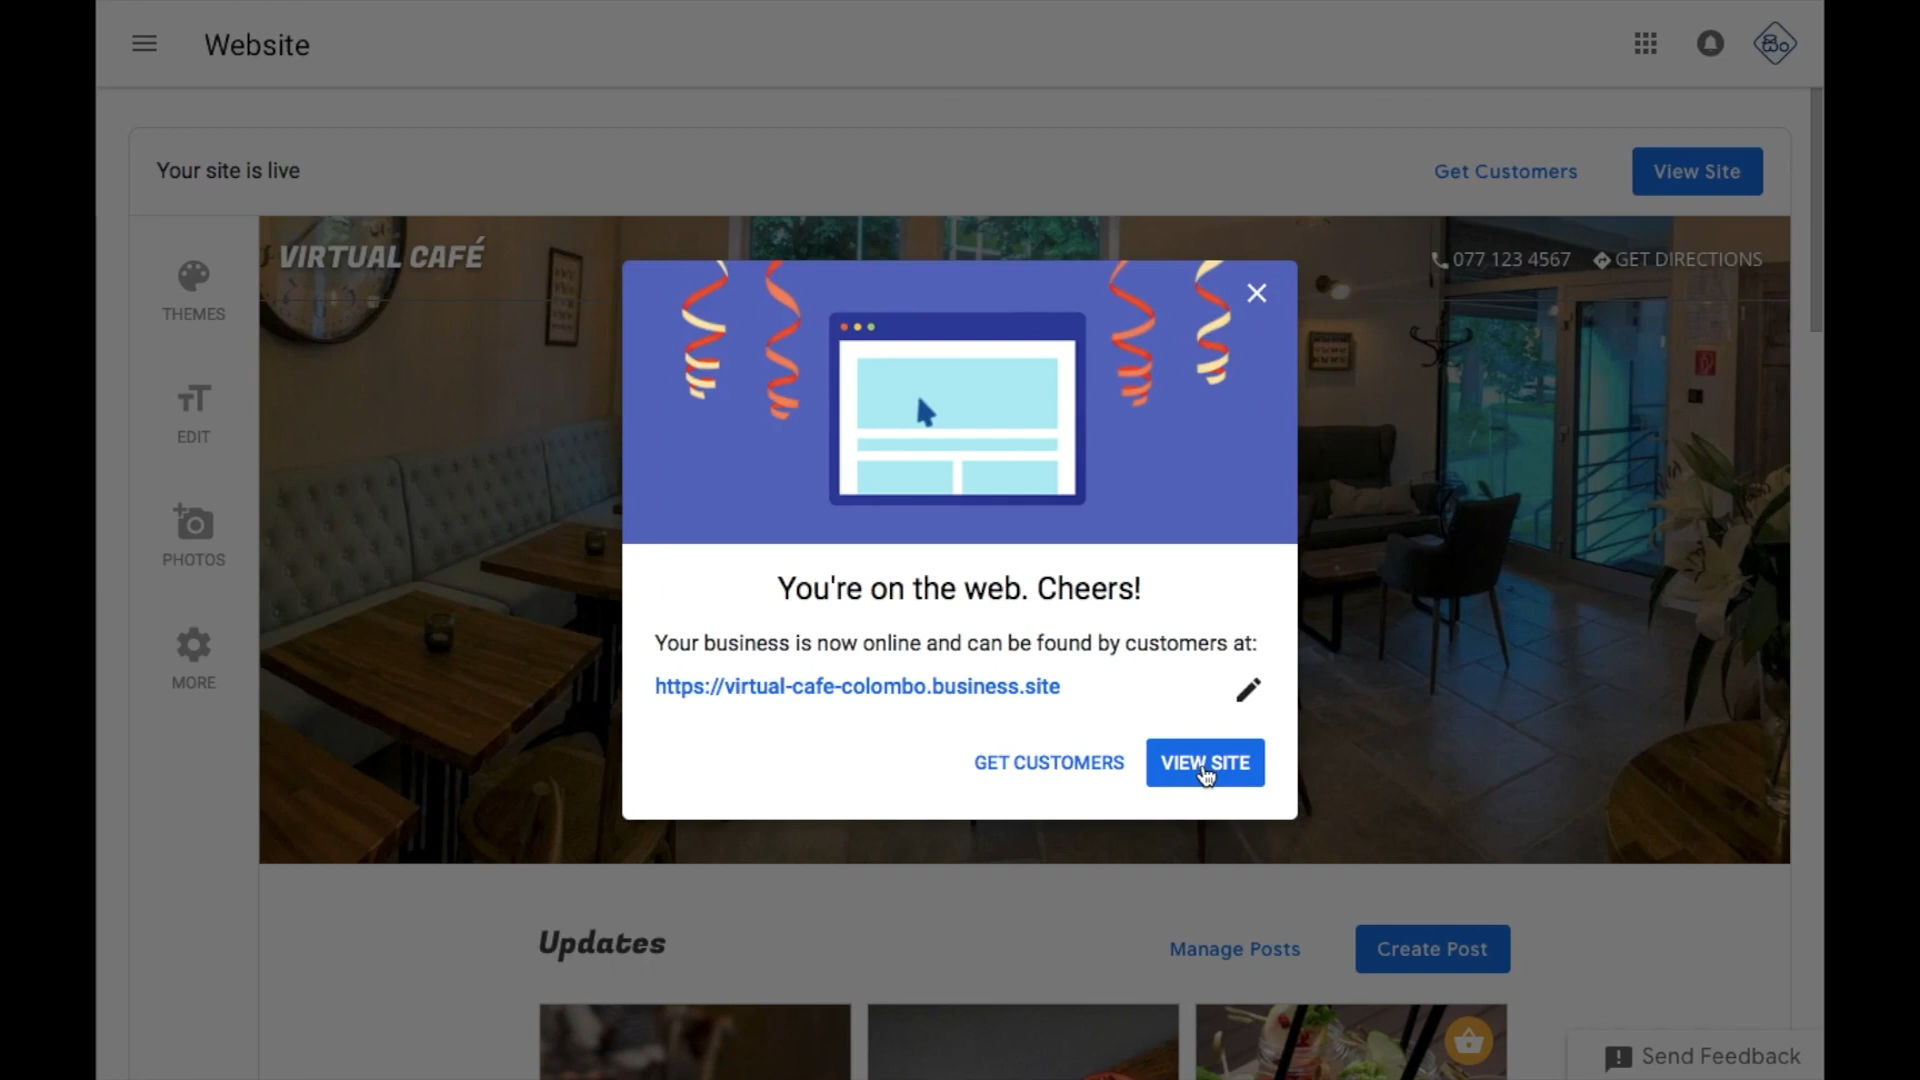 Website
සිං
Your site is live
Get Customers
View Site
VIRTUAL CAFÉ
077 123 4567
GET DIRECTIONS
THEMES
EDIT
PHOTOS
MORE
You're on the web. Cheers!
Your business is now online and can be found by customers at:
https://virtual-cafe-colombo.business.site
GET CUSTOMERS
VIEW SITE
Updates
Manage Posts
Create Post
Send Feedback